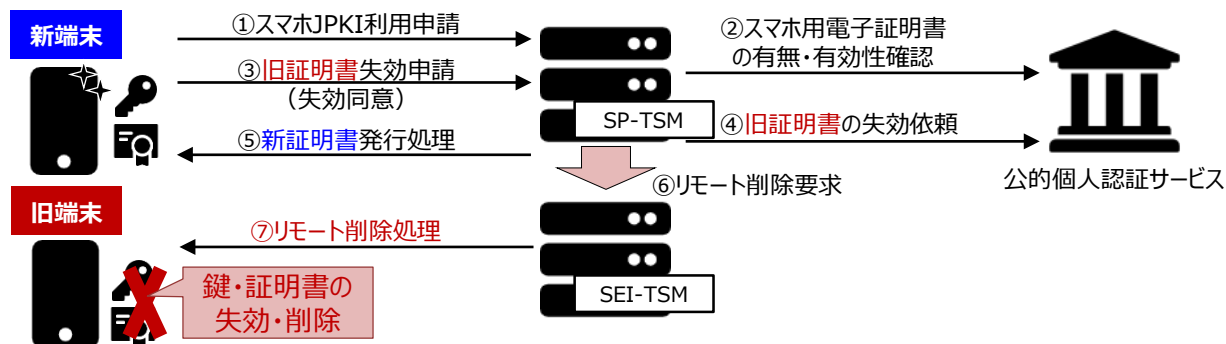 新端末
①スマホJPKI利用申請
③旧証明書失効申請
（失効同意）
⑤新証明書発行処理
SP-TSM
②スマホ用電子証明書
の有無・有効性確認
④旧証明書の失効依頼
公的個人認証サービス
⑥リモート削除要求
旧端末
⑦リモート削除処理
鍵・証明書の
失効・削除
SEI-TSM